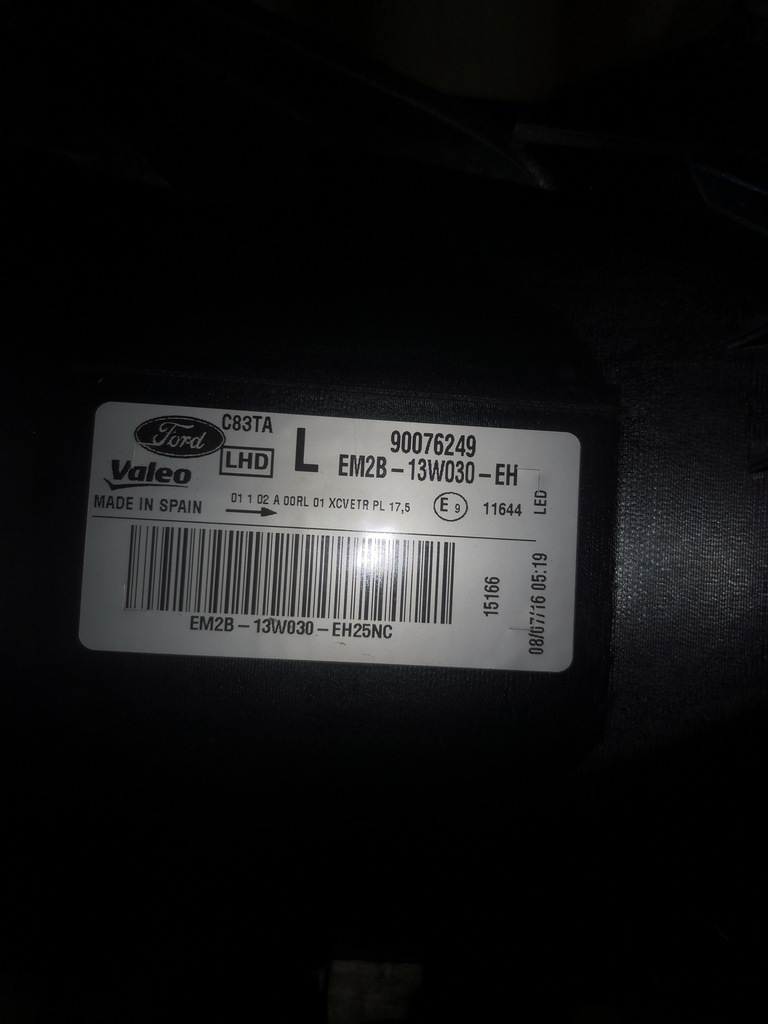 Ford C83TA
Valeo LHD L
90076249
EM2B-13W030-EH
MADE IN SPAIN
01 1 02 A 00RL 01 XCVETR PL 17,5
E 9 11644 LED
EM2B-13W030-EH25NC
15166
08/07/16 05:19